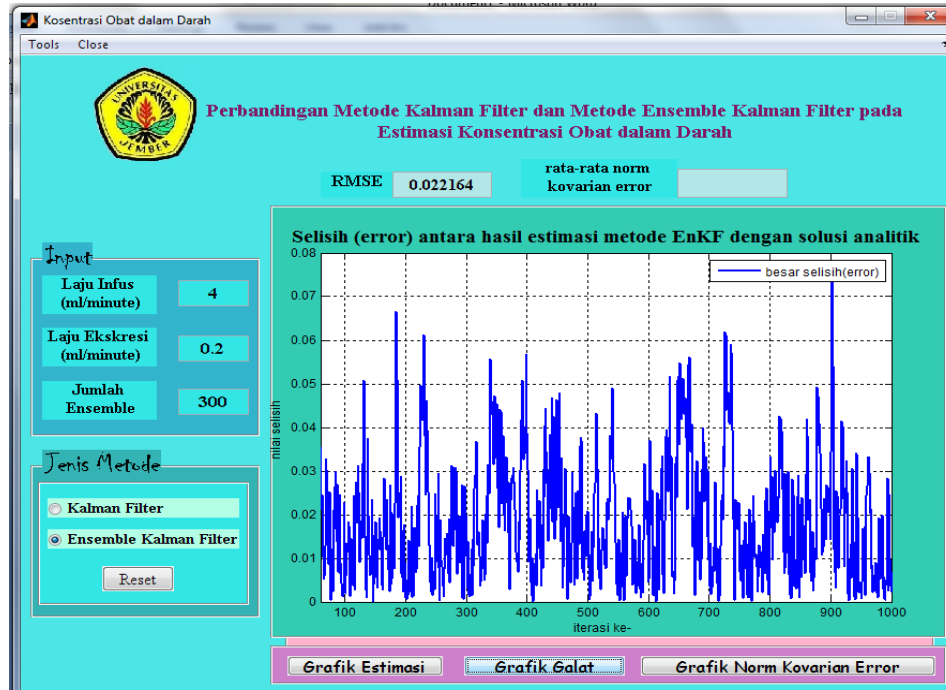 Document1 - Microsoft Word
Kosentrasi Obat dalam Darah
Tools Close
UNIVERSITAS
JEMBER
Perbandingan Metode Kalman Filter dan Metode Ensemble Kalman Filter pada
Estimasi Konsentrasi Obat dalam Darah
RMSE
0.022164
rata-rata norm
kovarian error
Input
Laju Infus
(ml/minute)
4
Laju Ekskresi
(ml/minute)
0.2
Jumlah
Ensemble
300
Jenis Metode
Kalman Filter
Ensemble Kalman Filter
Reset
Selisih (error) antara hasil estimasi metode EnKF dengan solusi analitik
besar selisih(error)
0.08
0.07
0.06
0.05
0.04
0.03
0.02
0.01
0
nilai selisih
100 200 300 400 500 600 700 800 900 1000
iterasi ke-
Grafik Estimasi
Grafik Galat
Grafik Norm Kovarian Error